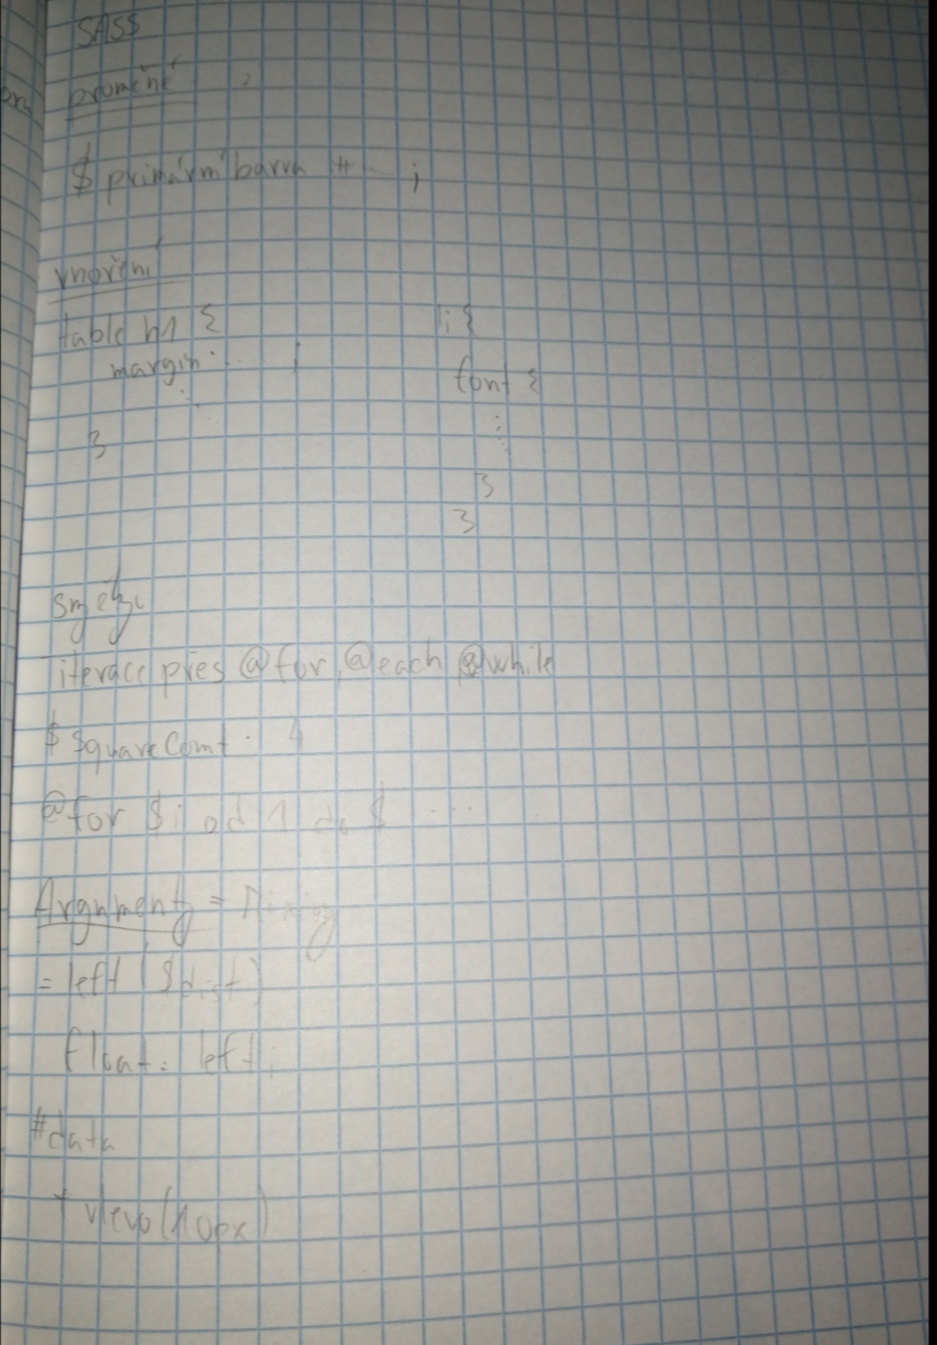 SASS
proměné
$ primární barva # ;
vnoření
table h1 {
margin: ;
}
li {
font {
}
}
smyčky
iterace přes @for, @each @while
$ squareCount : 4
@for $i od 1 do $ ...
Argumenty = Mixiny
= left ($dist)
float: left;
#data
+ vlevo (10px)